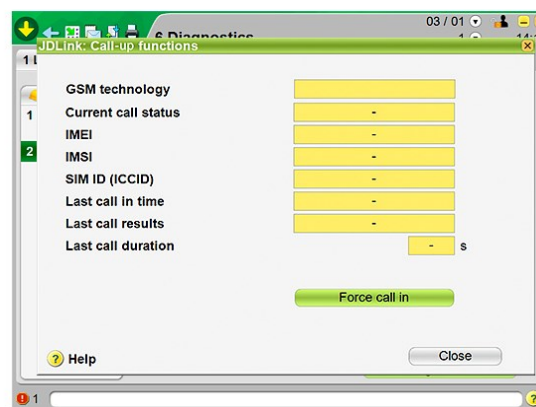 03 / 01
6 Diagnostics
JDLink: Call-up functions
1
GSM technology
Current call status -
1
IMEI -
2
IMSI -
SIM ID (ICCID) -
Last call in time -
Last call results -
Last call duration - s
Force call in
? Help
Close
1
?